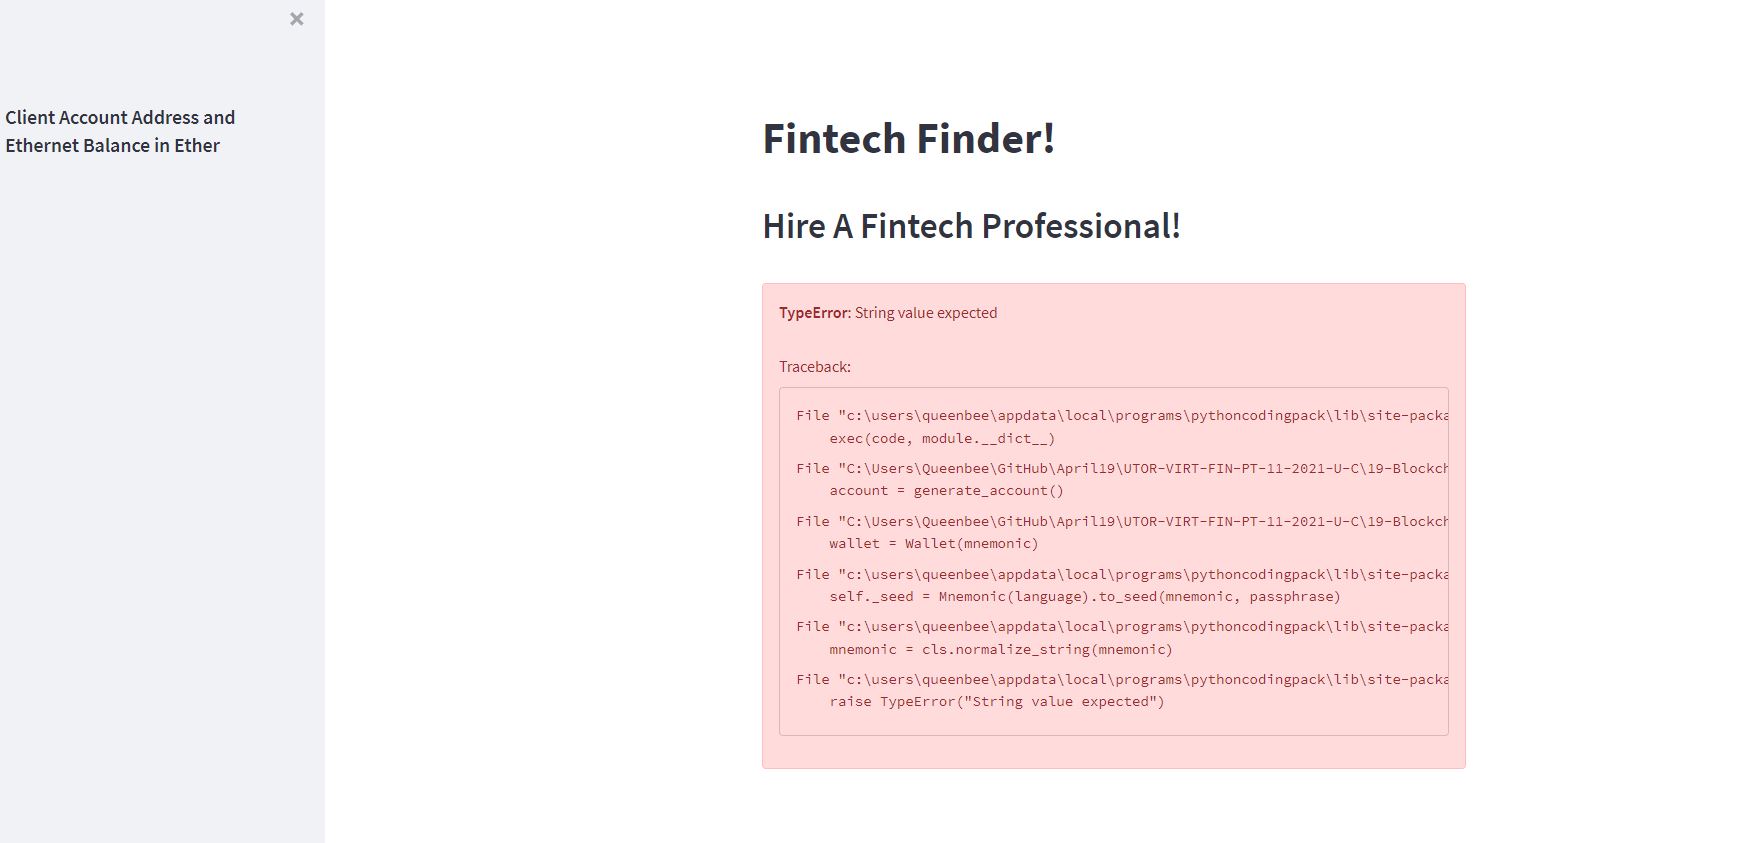 ×
Client Account Address and
Ethernet Balance in Ether
Fintech Finder!
Hire A Fintech Professional!
TypeError: String value expected
Traceback:
File "c:\users\queenbee\appdata\local\programs\pythoncodingpack\lib\site-packa
exec(code, module.__dict__)
File "C:\Users\Queenbee\GitHub\April19\UTOR-VIRT-FIN-PT-11-2021-U-C\19-Blockch
account = generate_account()
File "C:\Users\Queenbee\GitHub\April19\UTOR-VIRT-FIN-PT-11-2021-U-C\19-Blockch
wallet = Wallet(mnemonic)
File "c:\users\queenbee\appdata\local\programs\pythoncodingpack\lib\site-packa
self._seed = Mnemonic(language).to_seed(mnemonic, passphrase)
File "c:\users\queenbee\appdata\local\programs\pythoncodingpack\lib\site-packa
mnemonic = cls.normalize_string(mnemonic)
File "c:\users\queenbee\appdata\local\programs\pythoncodingpack\lib\site-packa
raise TypeError("String value expected")